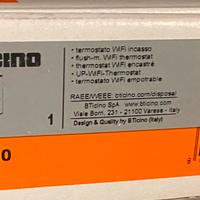 cino
• termostato WiFi incasso
• flush-m. WiFi thermostat
• thermostat WiFi encastré
• UP-WiFi-Thermostat
• termostato WiFi empotrable
1
RAEE/WEEE: bticino.com/disposal
BTicino SpA www.bticino.com
Viale Borri, 231 - 21100 Varese - Italy
Design & Quality by BTicino (Italy)
0